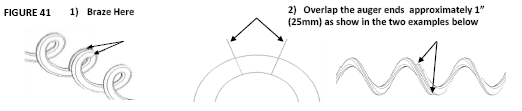 FIGURE 41
1) Braze Here
2) Overlap the auger ends approximately 1”
(25mm) as show in the two examples below